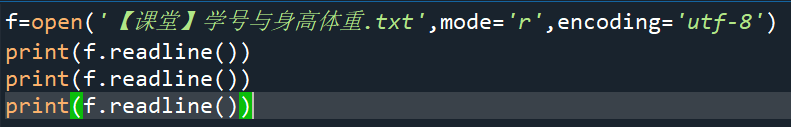 f=open('【课堂】学号与身高体重.txt',mode='r',encoding='utf-8')
print(f.readline())
print(f.readline())
print(f.readline())